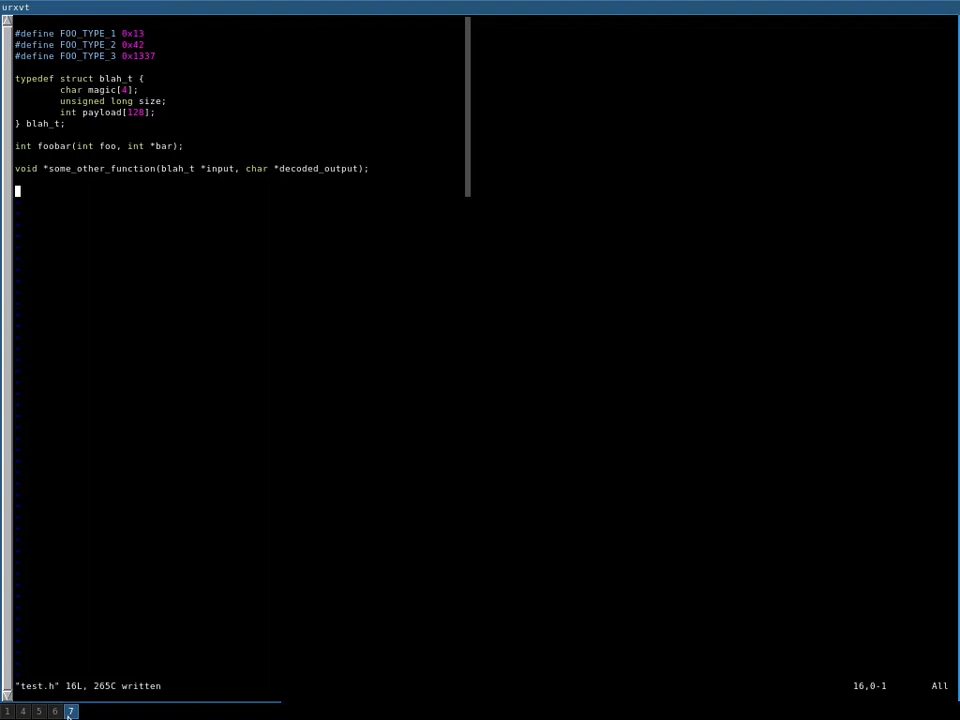 urxvt
#define FOO_TYPE_1 0x13
#define FOO_TYPE_2 0x42
#define FOO_TYPE_3 0x1337
typedef struct blah_t {
        char magic[4];
        unsigned long size;
        int payload[128];
} blah_t;
int foobar(int foo, int *bar);
void *some_other_function(blah_t *input, char *decoded_output);
"test.h" 16L, 265C written 16,0-1 All
1 4 5 6 7